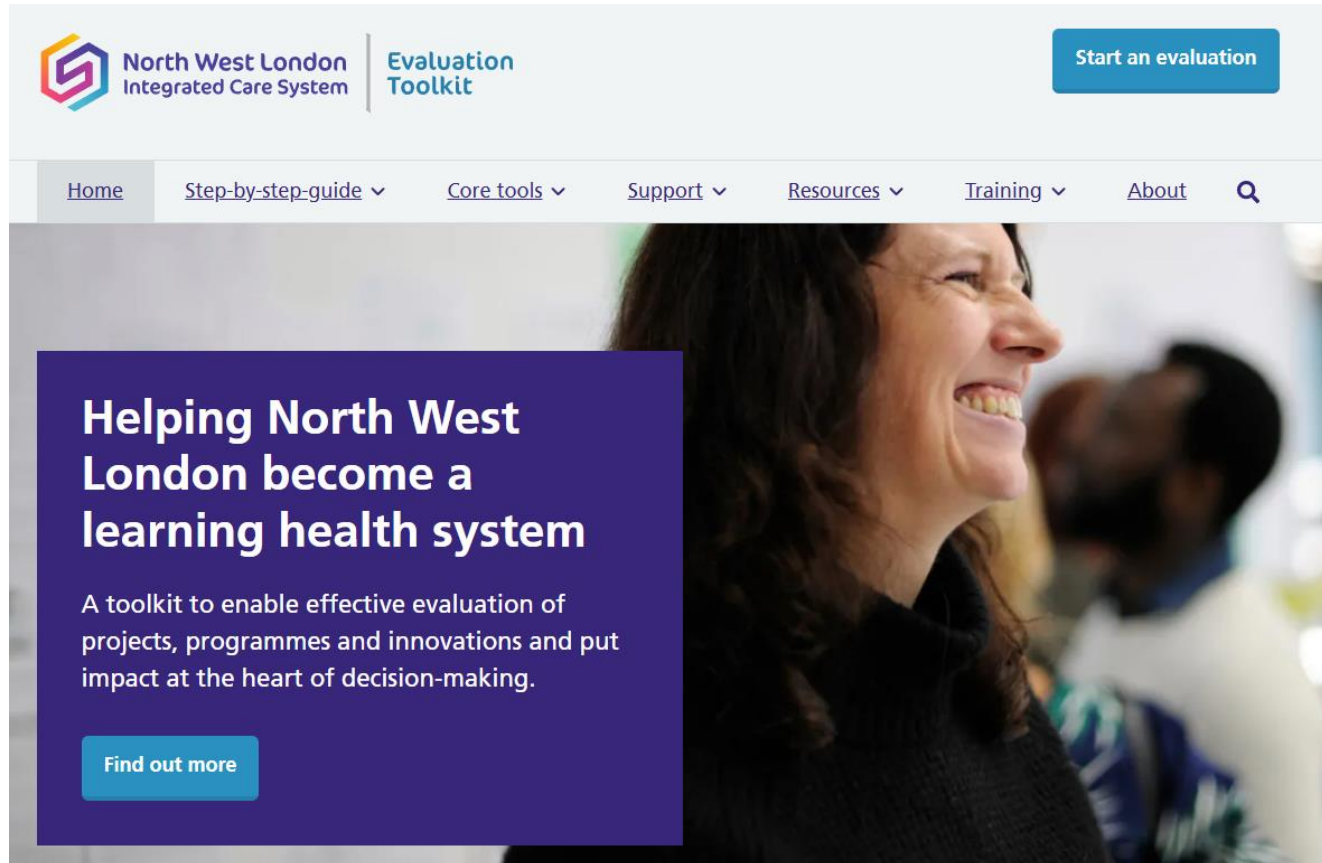 North West London
Integrated Care System
Evaluation
Toolkit
Start an evaluation
Home
Step-by-step-guide
Core tools
Support
Resources
Training
About
Helping North West
London become a
learning health system
A toolkit to enable effective evaluation of
projects, programmes and innovations and put
impact at the heart of decision-making.
Find out more